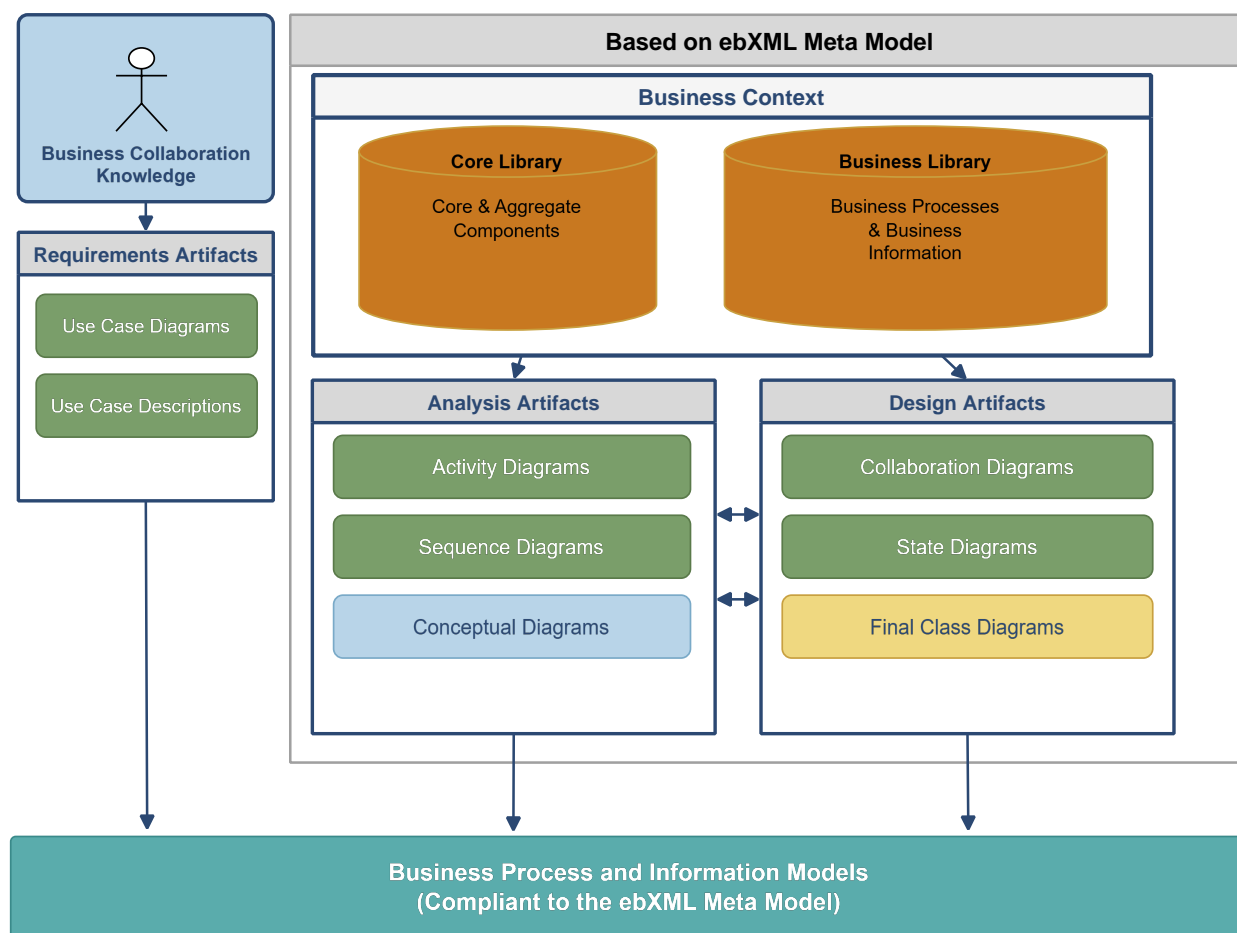 Business Collaboration
Knowledge
Requirements Artifacts
Use Case Diagrams
Use Case Descriptions
Based on ebXML Meta Model
Business Context
Core Library
Core & Aggregate
Components
Business Library
Business Processes
& Business
Information
Analysis Artifacts
Activity Diagrams
Sequence Diagrams
Conceptual Diagrams
Design Artifacts
Collaboration Diagrams
State Diagrams
Final Class Diagrams
Business Process and Information Models
(Compliant to the ebXML Meta Model)